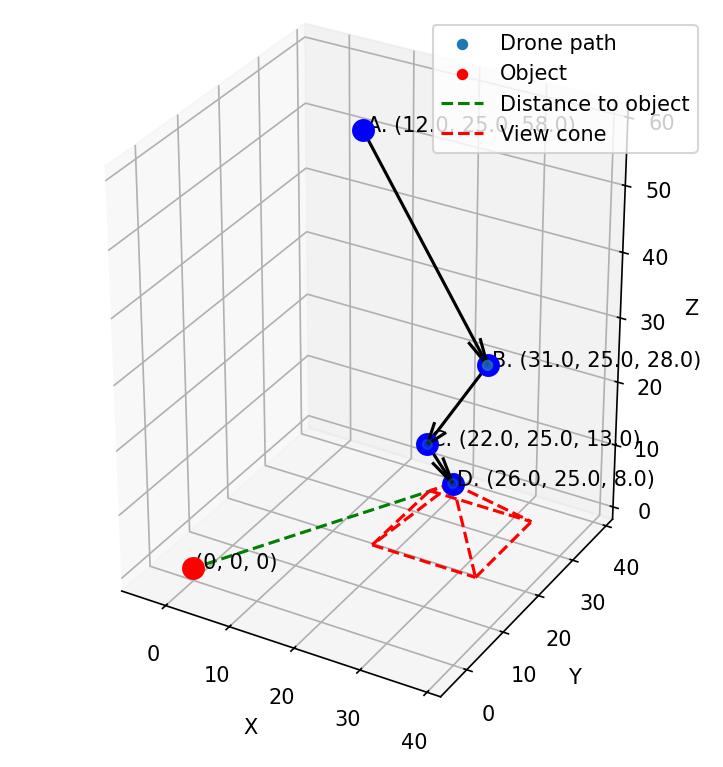 Drone path
Object
Distance to object
View cone
A. (12.0, 25.0, 58.0)
60
50
40
Z
30
B. (31.0, 25.0, 28.0)
20
C. (22.0, 25.0, 13.0)
10
D. (26.0, 25.0, 8.0)
0
(0, 0, 0)
40
30
20
10
0
Y
0
10
20
30
40
X